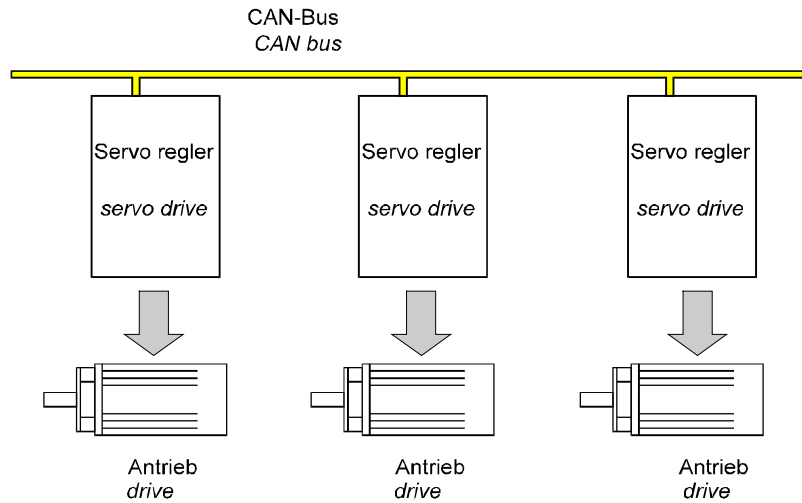 CAN-Bus
CAN bus
Servo regler
servo drive
Servo regler
servo drive
Servo regler
servo drive
Antrieb
drive
Antrieb
drive
Antrieb
drive